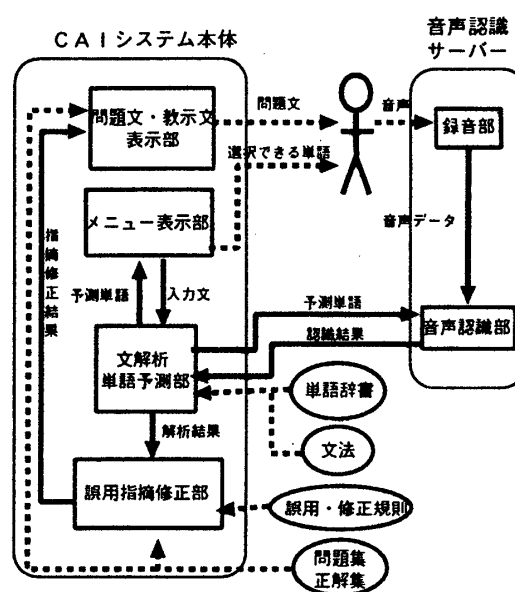 CAIシステム本体
音声認識
サーバー
問題文・教示文
表示部
問題文
音声
録音部
選択できる単語
メニュー表示部
音声データ
指摘修正結果
予測単語
入力文
予測単語
認識結果
音声認識部
文解析
単語予測部
単語辞書
解析結果
文法
誤用指摘修正部
誤用・修正規則
問題集
正解集